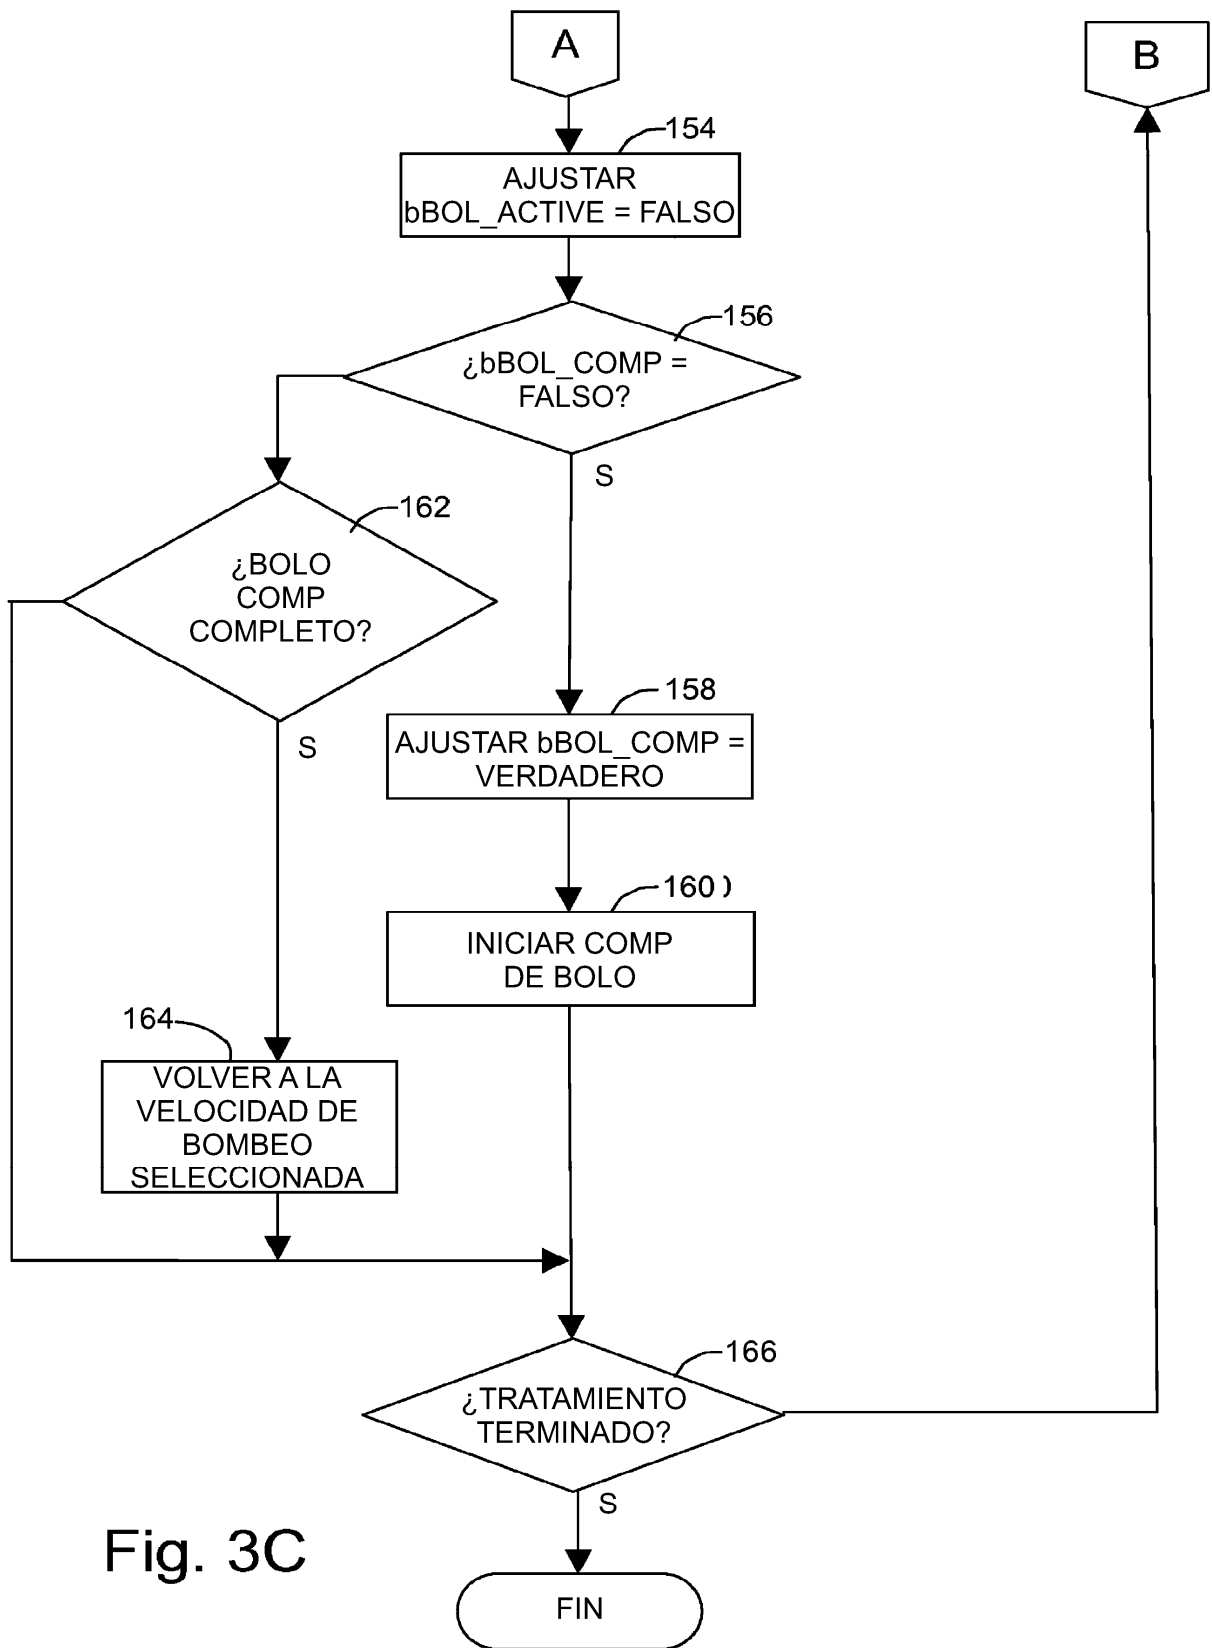 A
B
154
AJUSTAR
bBOL_ACTIVE = FALSO
156
¿bBOL_COMP =
FALSO?
S
162
¿BOLO
COMP
COMPLETO?
S
158
AJUSTAR bBOL_COMP =
VERDADERO
160)
INICIAR COMP
DE BOLO
164
VOLVER A LA
VELOCIDAD DE
BOMBEO
SELECCIONADA
166
¿TRATAMIENTO
TERMINADO?
S
Fig. 3C
FIN